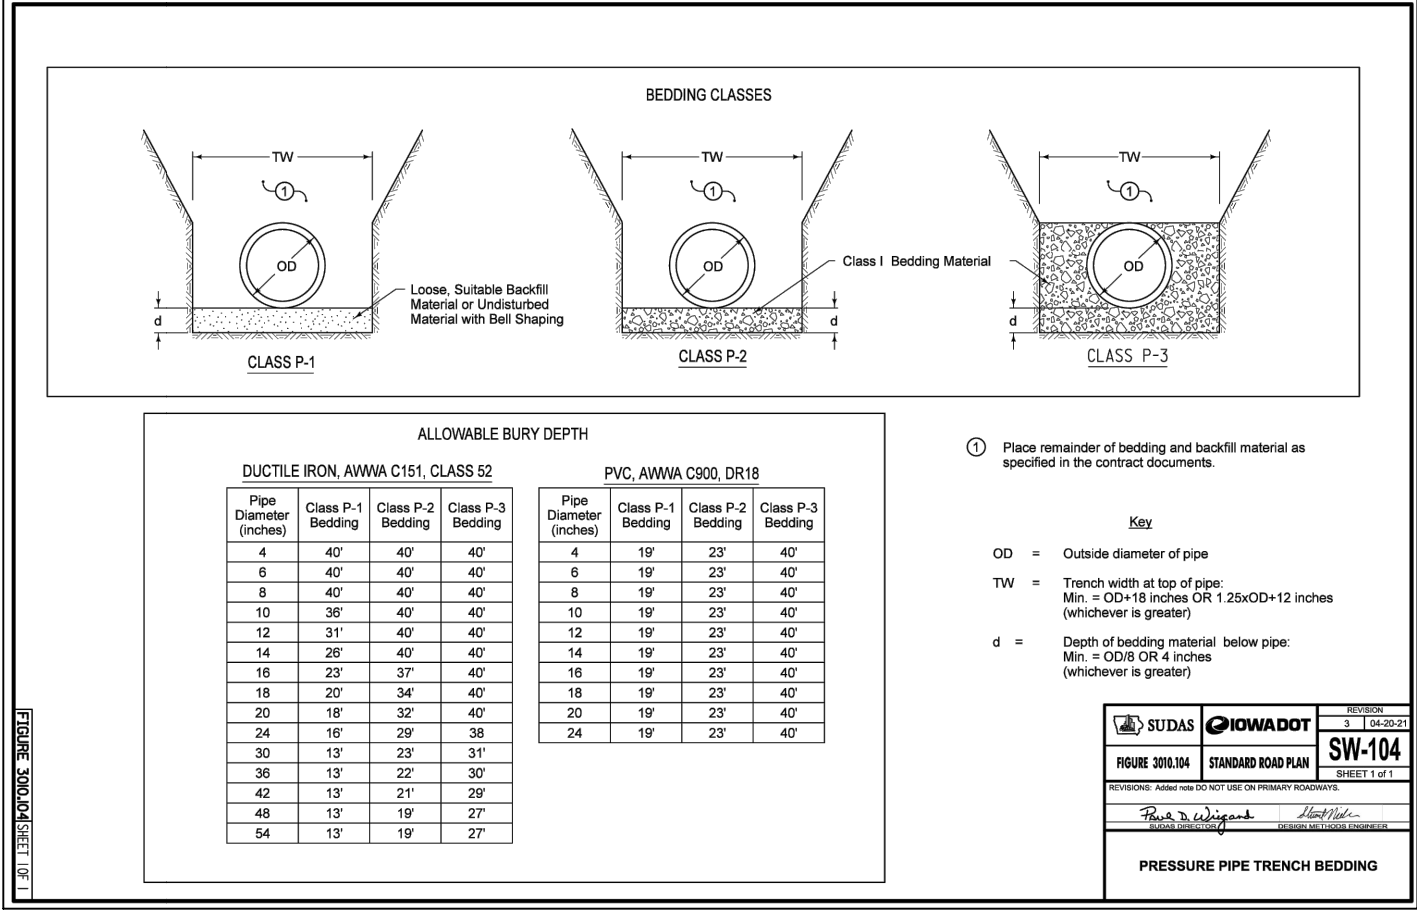 BEDDING CLASSES
TW
1
OD
d
Loose, Suitable Backfill
Material or Undisturbed
Material with Bell Shaping
CLASS P-1
TW
1
OD
d
CLASS P-2
Class I Bedding Material
TW
1
OD
d
CLASS P-3
ALLOWABLE BURY DEPTH
DUCTILE IRON, AWWA C151, CLASS 52
Pipe Diameter (inches) Class P-1 Bedding Class P-2 Bedding Class P-3 Bedding
4 40' 40' 40'
6 40' 40' 40'
8 40' 40' 40'
10 36' 40' 40'
12 31' 40' 40'
14 26' 40' 40'
16 23' 37' 40'
18 20' 34' 40'
20 18' 32' 40'
24 16' 29' 38
30 13' 23' 31'
36 13' 22' 30'
42 13' 21' 29'
48 13' 19' 27'
54 13' 19' 27'
PVC, AWWA C900, DR18
Pipe Diameter (inches) Class P-1 Bedding Class P-2 Bedding Class P-3 Bedding
4 19' 23' 40'
6 19' 23' 40'
8 19' 23' 40'
10 19' 23' 40'
12 19' 23' 40'
14 19' 23' 40'
16 19' 23' 40'
18 19' 23' 40'
20 19' 23' 40'
24 19' 23' 40'
1 Place remainder of bedding and backfill material as
specified in the contract documents.
Key
OD = Outside diameter of pipe
TW = Trench width at top of pipe:
Min. = OD+18 inches OR 1.25xOD+12 inches
(whichever is greater)
d = Depth of bedding material below pipe:
Min. = OD/8 OR 4 inches
(whichever is greater)
FIGURE 3010.104 SHEET 1 OF 1
SUDAS
IOWADOT
REVISION
3 04-20-21
SW-104
SHEET 1 of 1
FIGURE 3010.104
STANDARD ROAD PLAN
REVISIONS: Added note DO NOT USE ON PRIMARY ROADWAYS.
Paul D. Wiegand
SUDAS DIRECTOR
DESIGN METHODS ENGINEER
PRESSURE PIPE TRENCH BEDDING